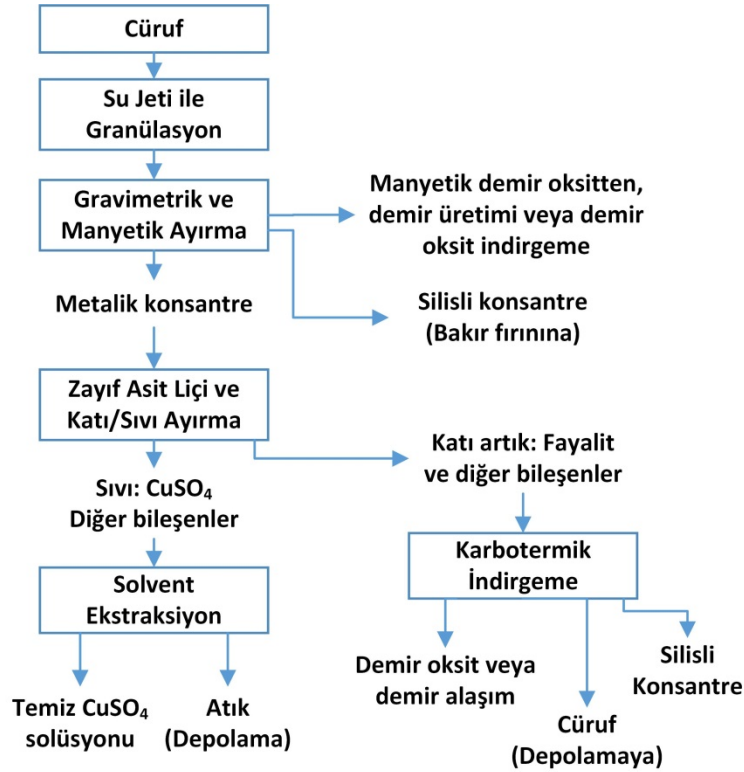 Cüruf
Su Jeti ile
Granülasyon
Gravimetrik ve
Manyetik Ayırma
Manyetik demir oksitten,
demir üretimi veya demir
oksit indirgeme
Metalik konsantre
Silisli konsantre
(Bakır fırınına)
Zayıf Asit Liçi ve
Katı/Sıvı Ayırma
Katı artık: Fayalit
ve diğer bileşenler
Sıvı: CuSO₄
Diğer bileşenler
Karbotermik
İndirgeme
Solvent
Ekstraksiyon
Demir oksit veya
demir alaşım
Silisli
Konsantre
Temiz CuSO₄
solüsyonu
Atık
(Depolama)
Cüruf
(Depolamaya)